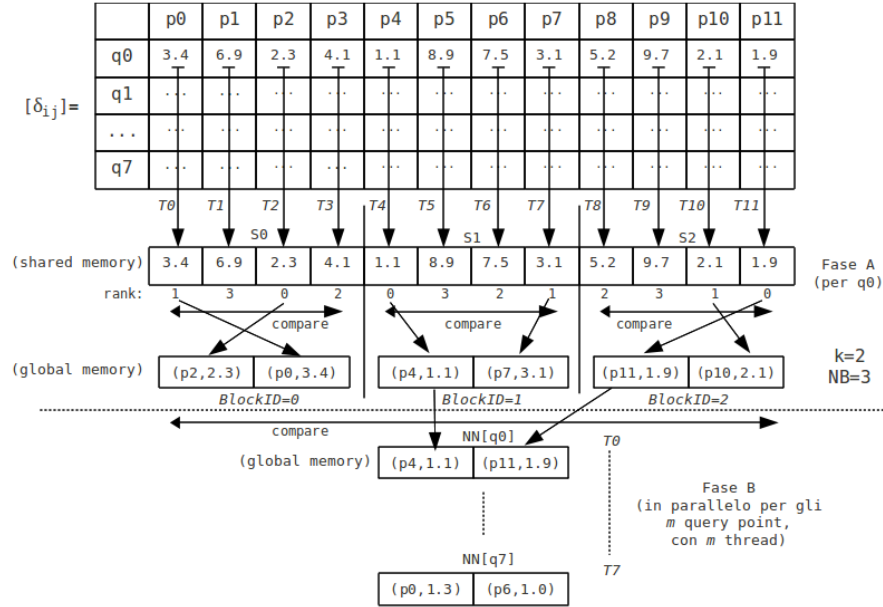 p0 p1 p2 p3 p4 p5 p6 p7 p8 p9 p10 p11
q0 3.4 6.9 2.3 4.1 1.1 8.9 7.5 3.1 5.2 9.7 2.1 1.9
q1 ... ... ... ... ... ... ... ... ... ... ... ...
[δij]=
... ... ... ... ... ... ... ... ... ... ... ... ...
q7 ... ... ... ... ... ... ... ... ... ... ... ...
T0 T1 T2 T3 T4 T5 T6 T7 T8 T9 T10 T11
S0 S1 S2
(shared memory) 3.4 6.9 2.3 4.1 1.1 8.9 7.5 3.1 5.2 9.7 2.1 1.9
Fase A
(per q0)
rank: 1 3 0 2 0 3 2 1 2 3 1 0
compare compare compare
(global memory) (p2,2.3) (p0,3.4) (p4,1.1) (p7,3.1) (p11,1.9) (p10,2.1)
k=2
NB=3
BlockID=0 BlockID=1 BlockID=2
compare
NN[q0] T0
(global memory) (p4,1.1) (p11,1.9)
Fase B
(in parallelo per gli
m query point,
con m thread)
NN[q7] T7
(p0,1.3) (p6,1.0)